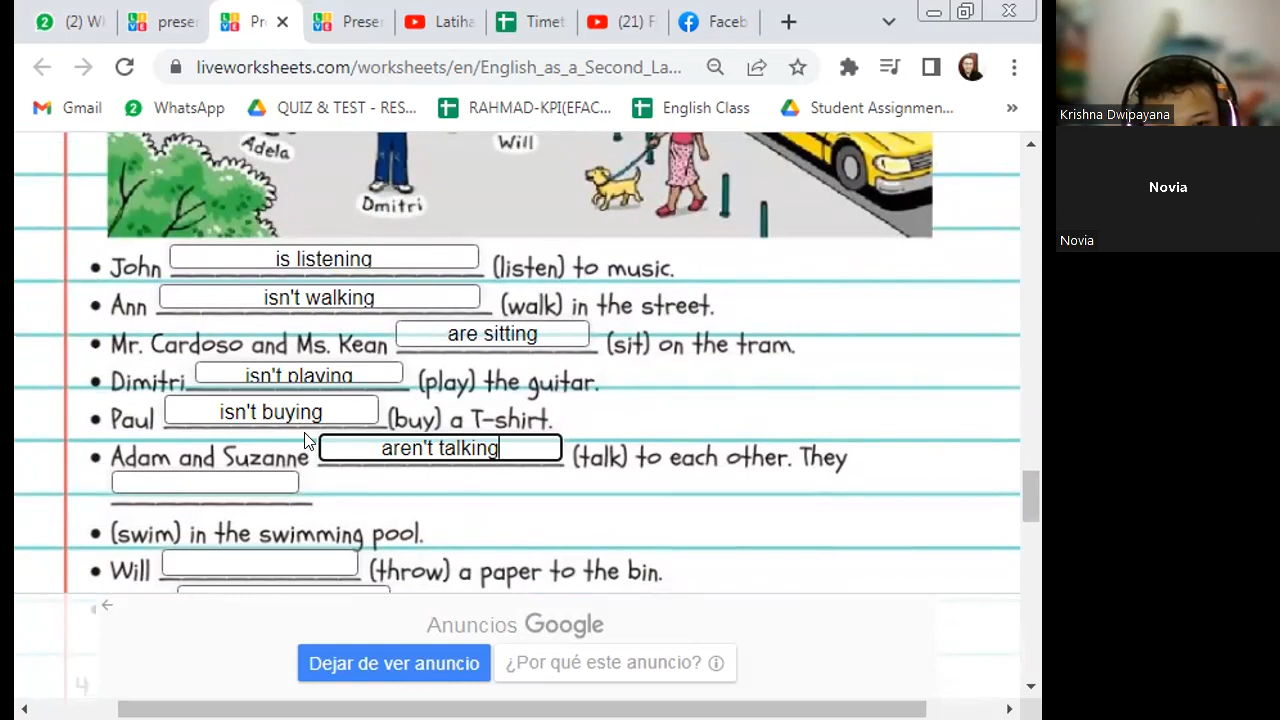 (2) W
presen
Pr
Preser
Latiha
Timet
(21) F
Faceb
liveworksheets.com/worksheets/en/English_as_a_Second_La...
Gmail
WhatsApp
QUIZ & TEST - RES...
RAHMAD-KPI(EFAC...
English Class
Student Assignmen...
Krishna Dwipayana
Novia
Novia
Adela
Will
Dmitri
• John is listening (listen) to music.
• Ann isn't walking (walk) in the street.
• Mr. Cardoso and Ms. Kean are sitting (sit) on the tram.
• Dimitri isn't playing (play) the guitar.
• Paul isn't buying (buy) a T-shirt.
• Adam and Suzanne aren't talking (talk) to each other. They
• (swim) in the swimming pool.
• Will (throw) a paper to the bin.
Anuncios Google
Dejar de ver anuncio
¿Por qué este anuncio?
4